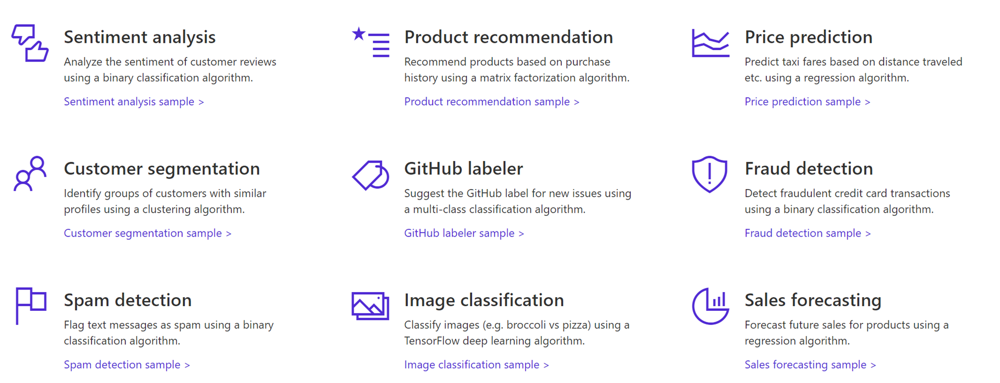 Sentiment analysis
Analyze the sentiment of customer reviews
using a binary classification algorithm.
Sentiment analysis sample >
Product recommendation
Recommend products based on purchase
history using a matrix factorization algorithm.
Product recommendation sample >
Price prediction
Predict taxi fares based on distance traveled
etc. using a regression algorithm.
Price prediction sample >
Customer segmentation
Identify groups of customers with similar
profiles using a clustering algorithm.
Customer segmentation sample >
GitHub labeler
Suggest the GitHub label for new issues using
a multi-class classification algorithm.
GitHub labeler sample >
Fraud detection
Detect fraudulent credit card transactions
using a binary classification algorithm.
Fraud detection sample >
Spam detection
Flag text messages as spam using a binary
classification algorithm.
Spam detection sample >
Image classification
Classify images (e.g. broccoli vs pizza) using a
TensorFlow deep learning algorithm.
Image classification sample >
Sales forecasting
Forecast future sales for products using a
regression algorithm.
Sales forecasting sample >